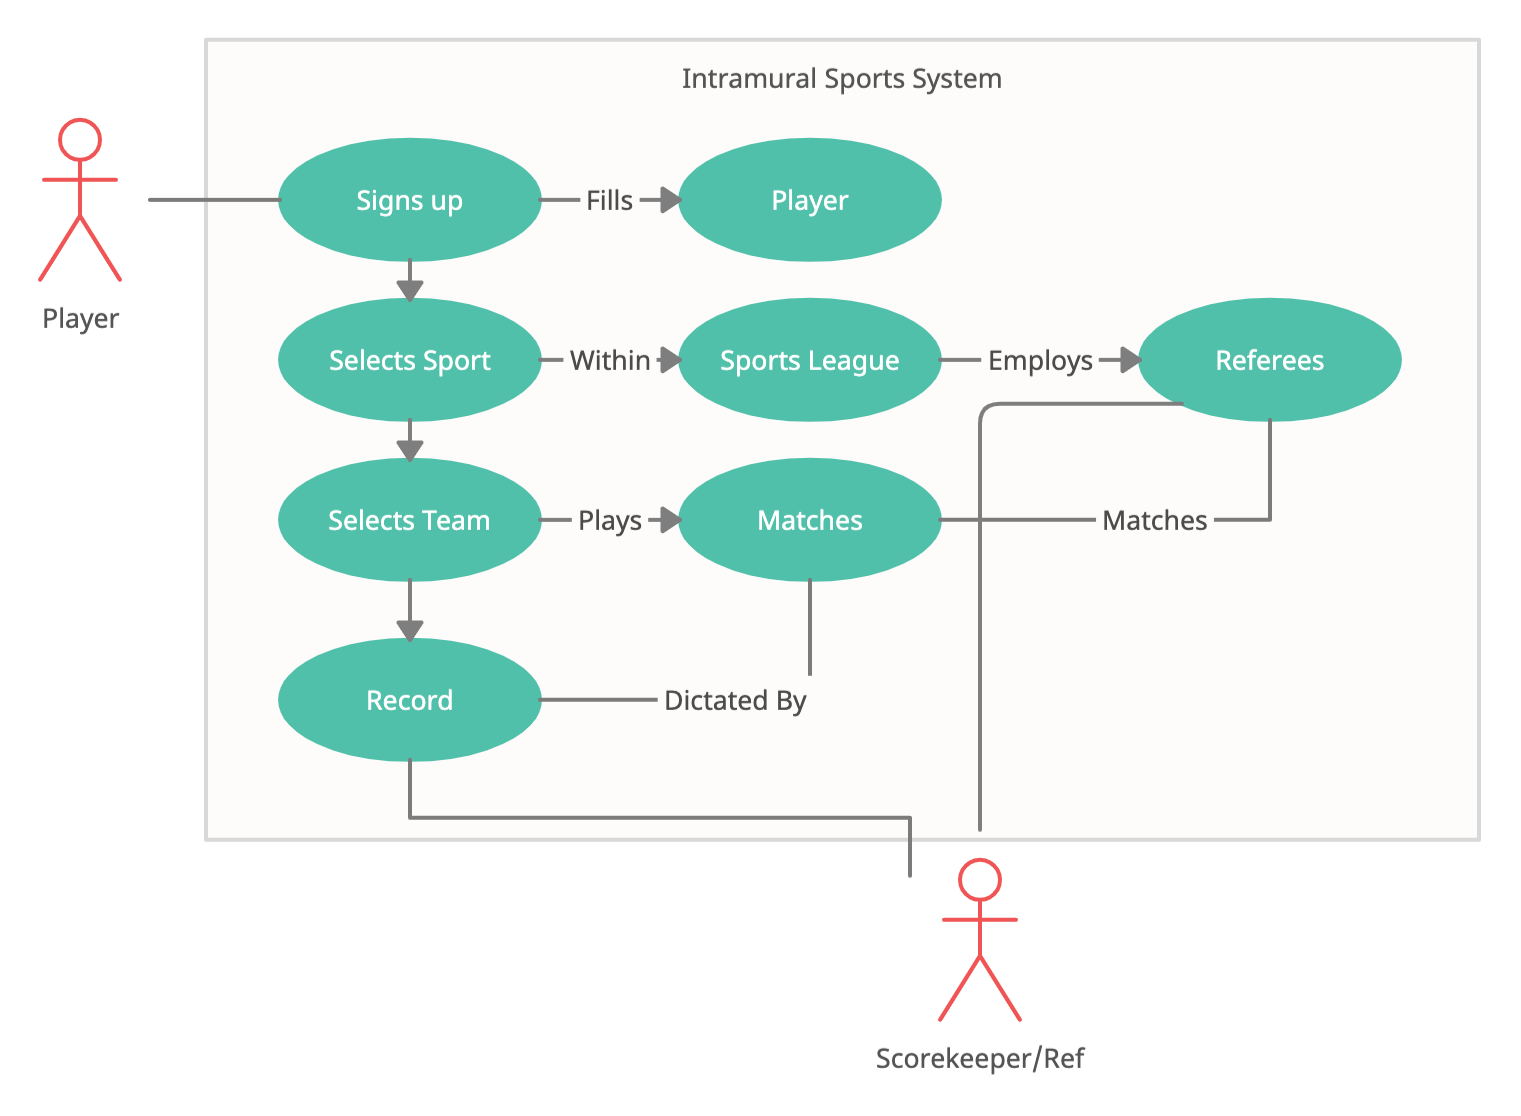 Intramural Sports System
Signs up
Fills
Player
Player
Selects Sport
Within
Sports League
Employs
Referees
Selects Team
Plays
Matches
Matches
Record
Dictated By
Scorekeeper/Ref